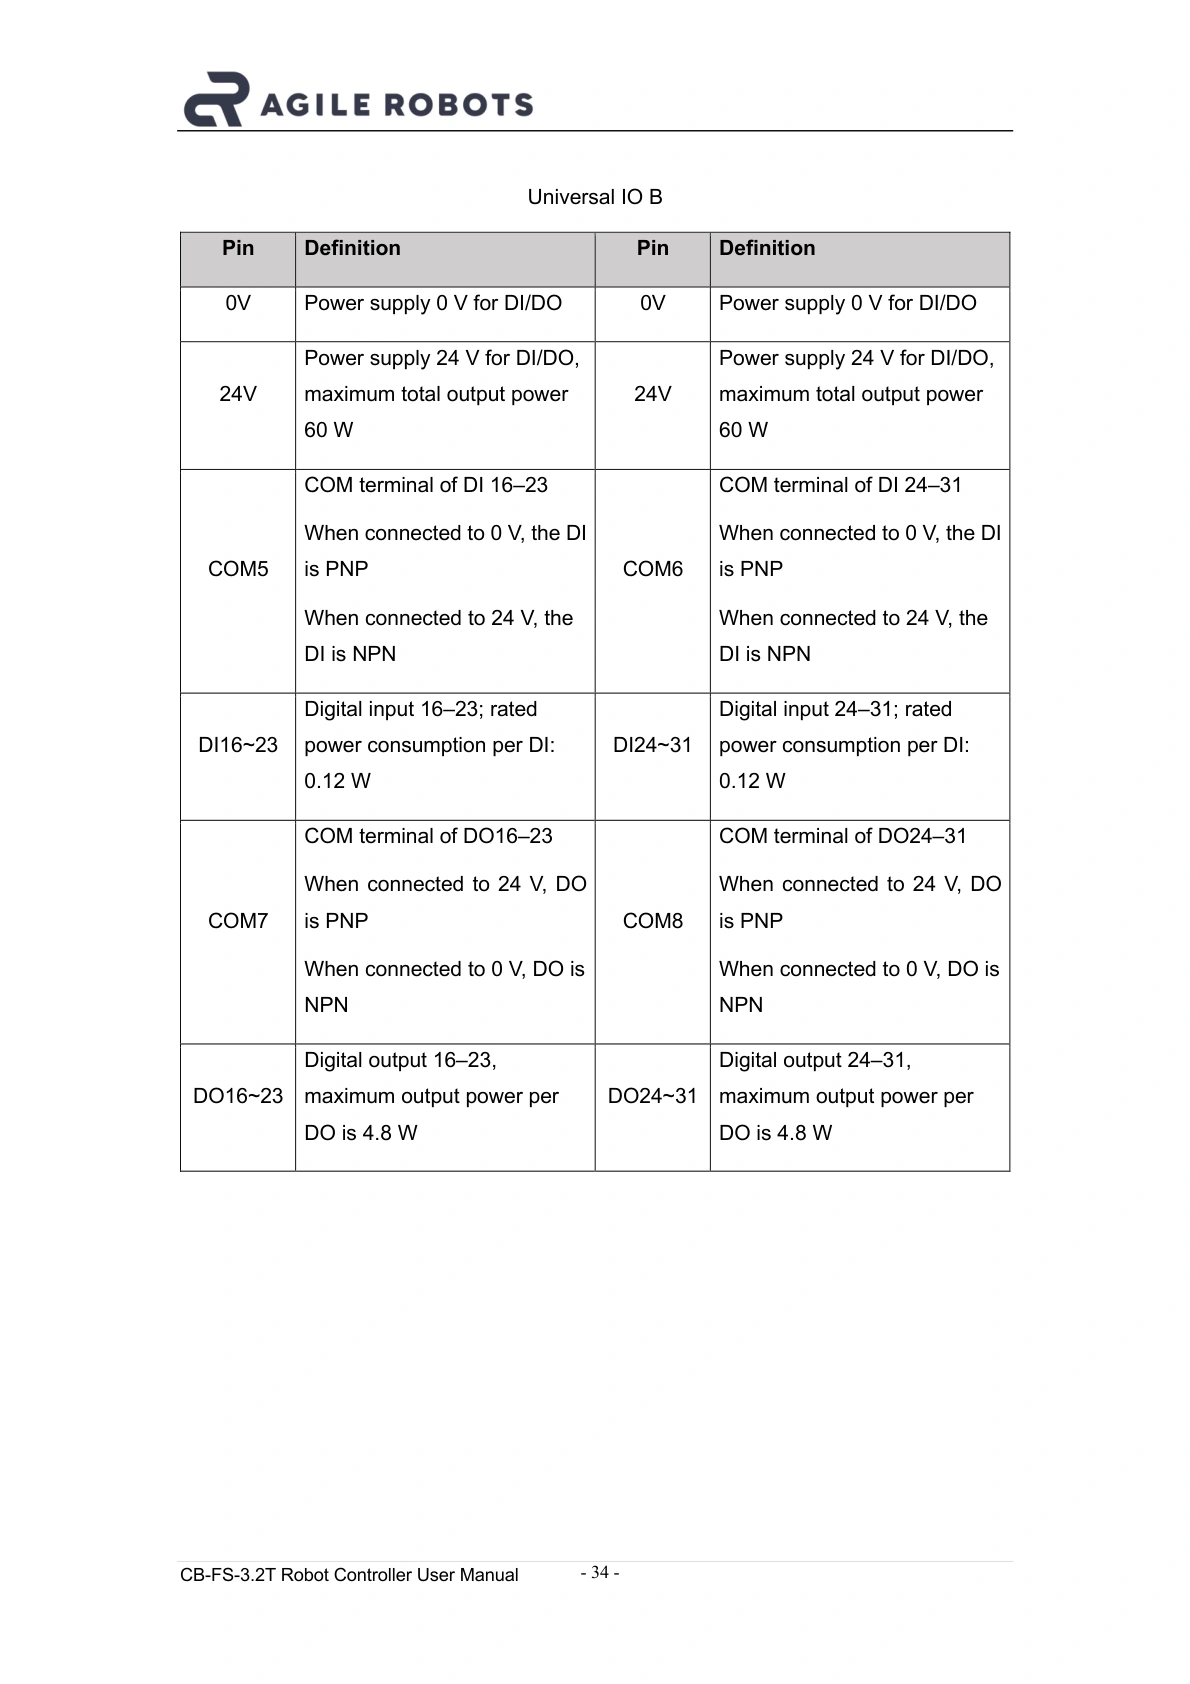 AGILE ROBOTS
Universal IO B
Pin Definition Pin Definition
0V Power supply 0 V for DI/DO 0V Power supply 0 V for DI/DO
24V
Power supply 24 V for DI/DO,
maximum total output power
60 W
24V
Power supply 24 V for DI/DO,
maximum total output power
60 W
COM5
COM terminal of DI 16–23
When connected to 0 V, the DI
is PNP
When connected to 24 V, the
DI is NPN
COM6
COM terminal of DI 24–31
When connected to 0 V, the DI
is PNP
When connected to 24 V, the
DI is NPN
DI16~23
Digital input 16–23; rated
power consumption per DI:
0.12 W
DI24~31
Digital input 24–31; rated
power consumption per DI:
0.12 W
COM7
COM terminal of DO16–23
When connected to 24 V, DO
is PNP
When connected to 0 V, DO is
NPN
COM8
COM terminal of DO24–31
When connected to 24 V, DO
is PNP
When connected to 0 V, DO is
NPN
DO16~23
Digital output 16–23,
maximum output power per
DO is 4.8 W
DO24~31
Digital output 24–31,
maximum output power per
DO is 4.8 W
CB-FS-3.2T Robot Controller User Manual - 34 -